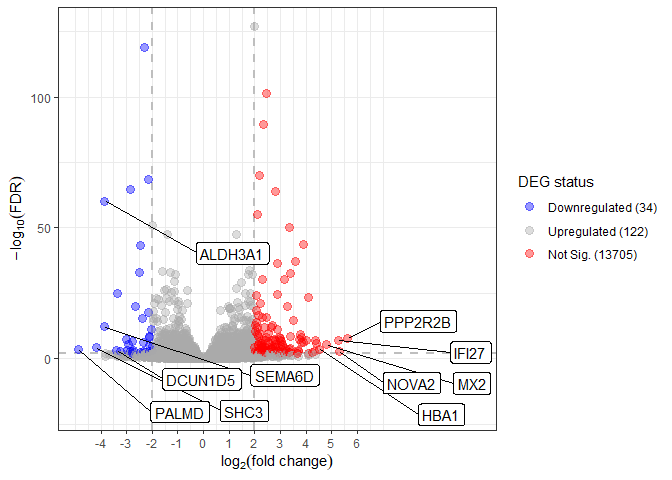 100
50
0
−log10(FDR)
ALDH3A1
PPP2R2B
IFI27
DCUN1D5
SEMA6D
NOVA2
MX2
PALMD
SHC3
HBA1
-4 -3 -2 -1 0 1 2 3 4 5 6
log2(fold change)
DEG status
Downregulated (34)
Upregulated (122)
Not Sig. (13705)